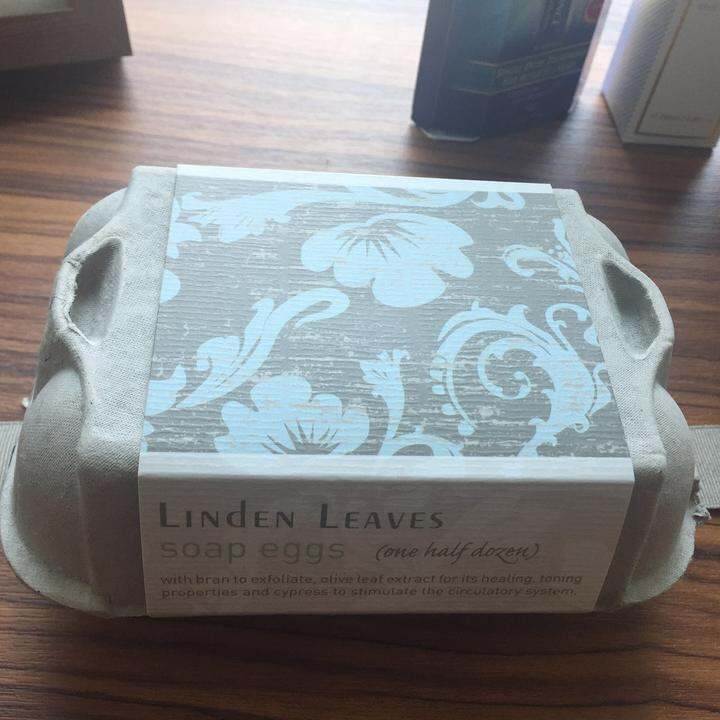 LINDEN LEAVES
soap eggs (one half dozen)
with bran to exfoliate, olive leaf extract for its healing, toning
properties and cypress to stimulate the circulatory system.